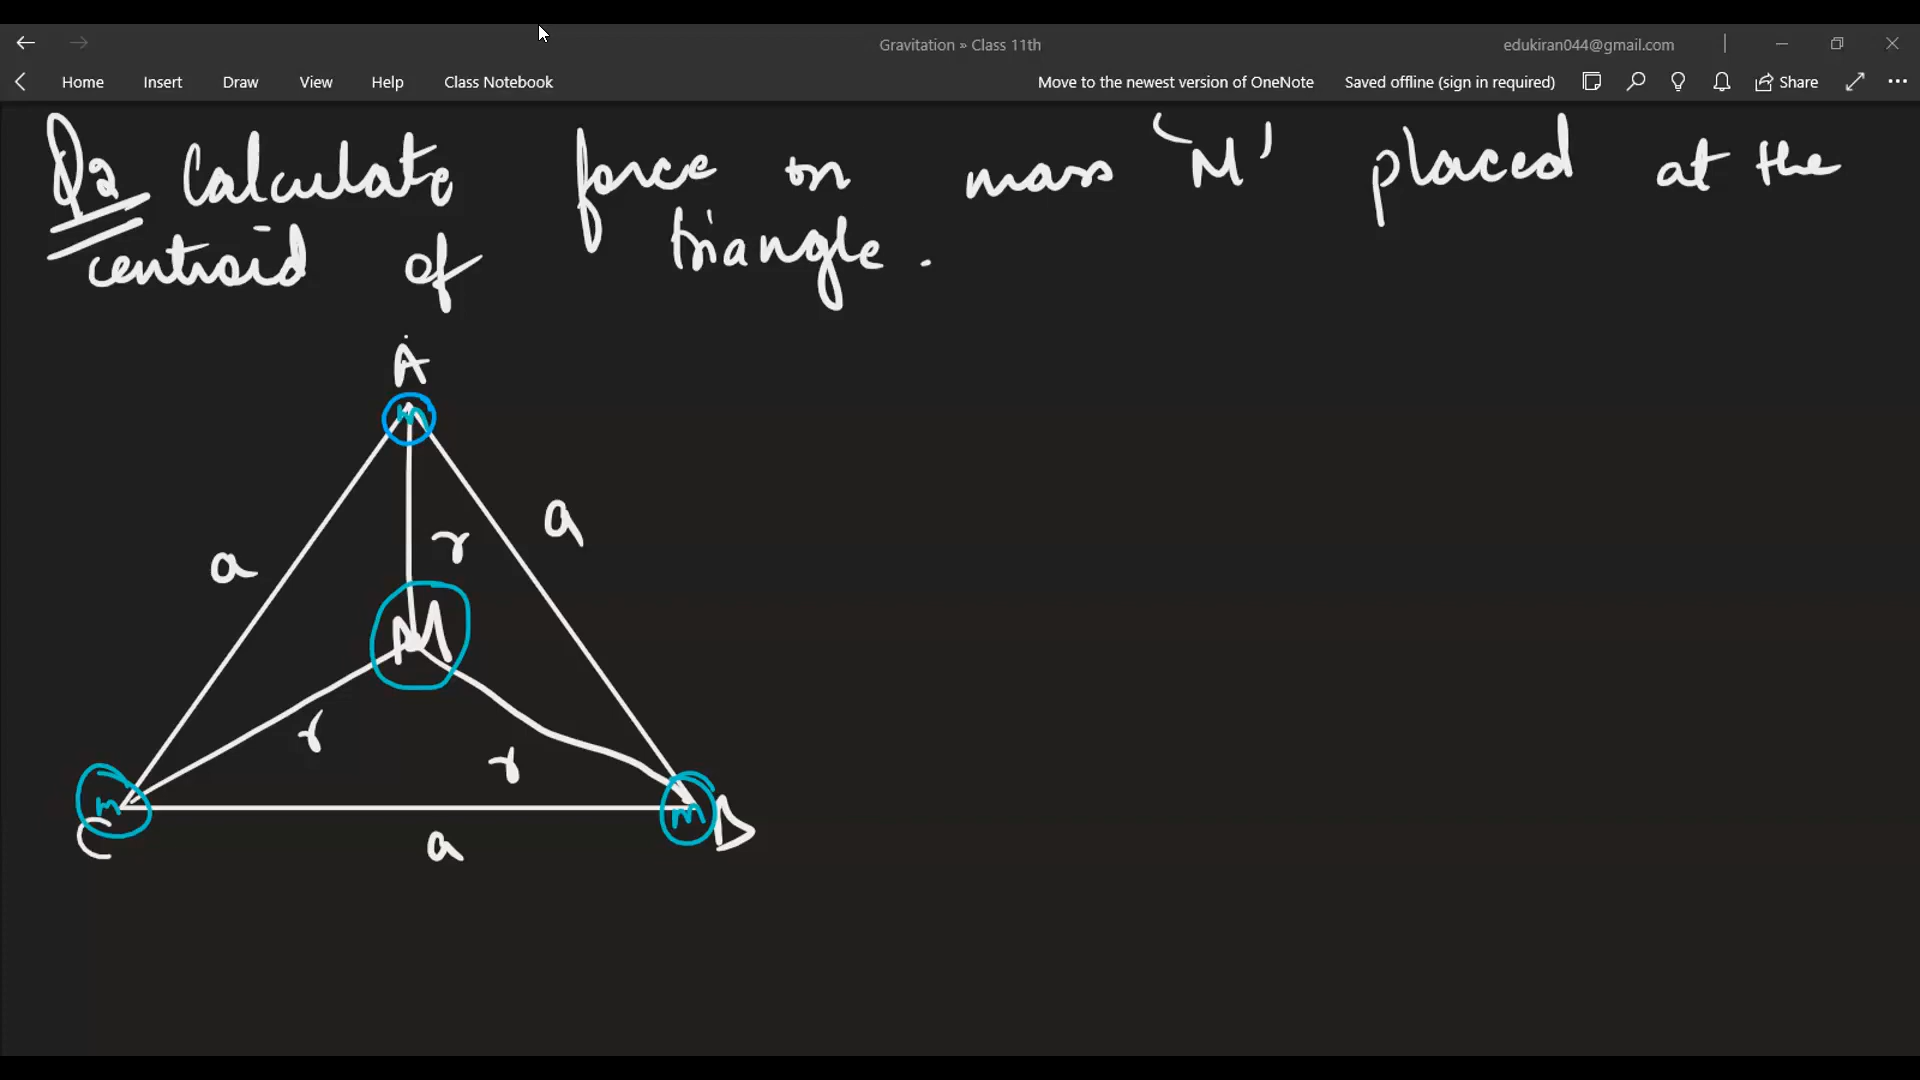 Gravitation » Class 11th
edukiran044@gmail.com
Home Insert Draw View Help Class Notebook
Move to the newest version of OneNote Saved offline (sign in required) Share
Q2 Calculate force on mass 'M' placed at the
centroid of triangle.
A
m
a
a
r
M
r
r
m
m
C
B
a